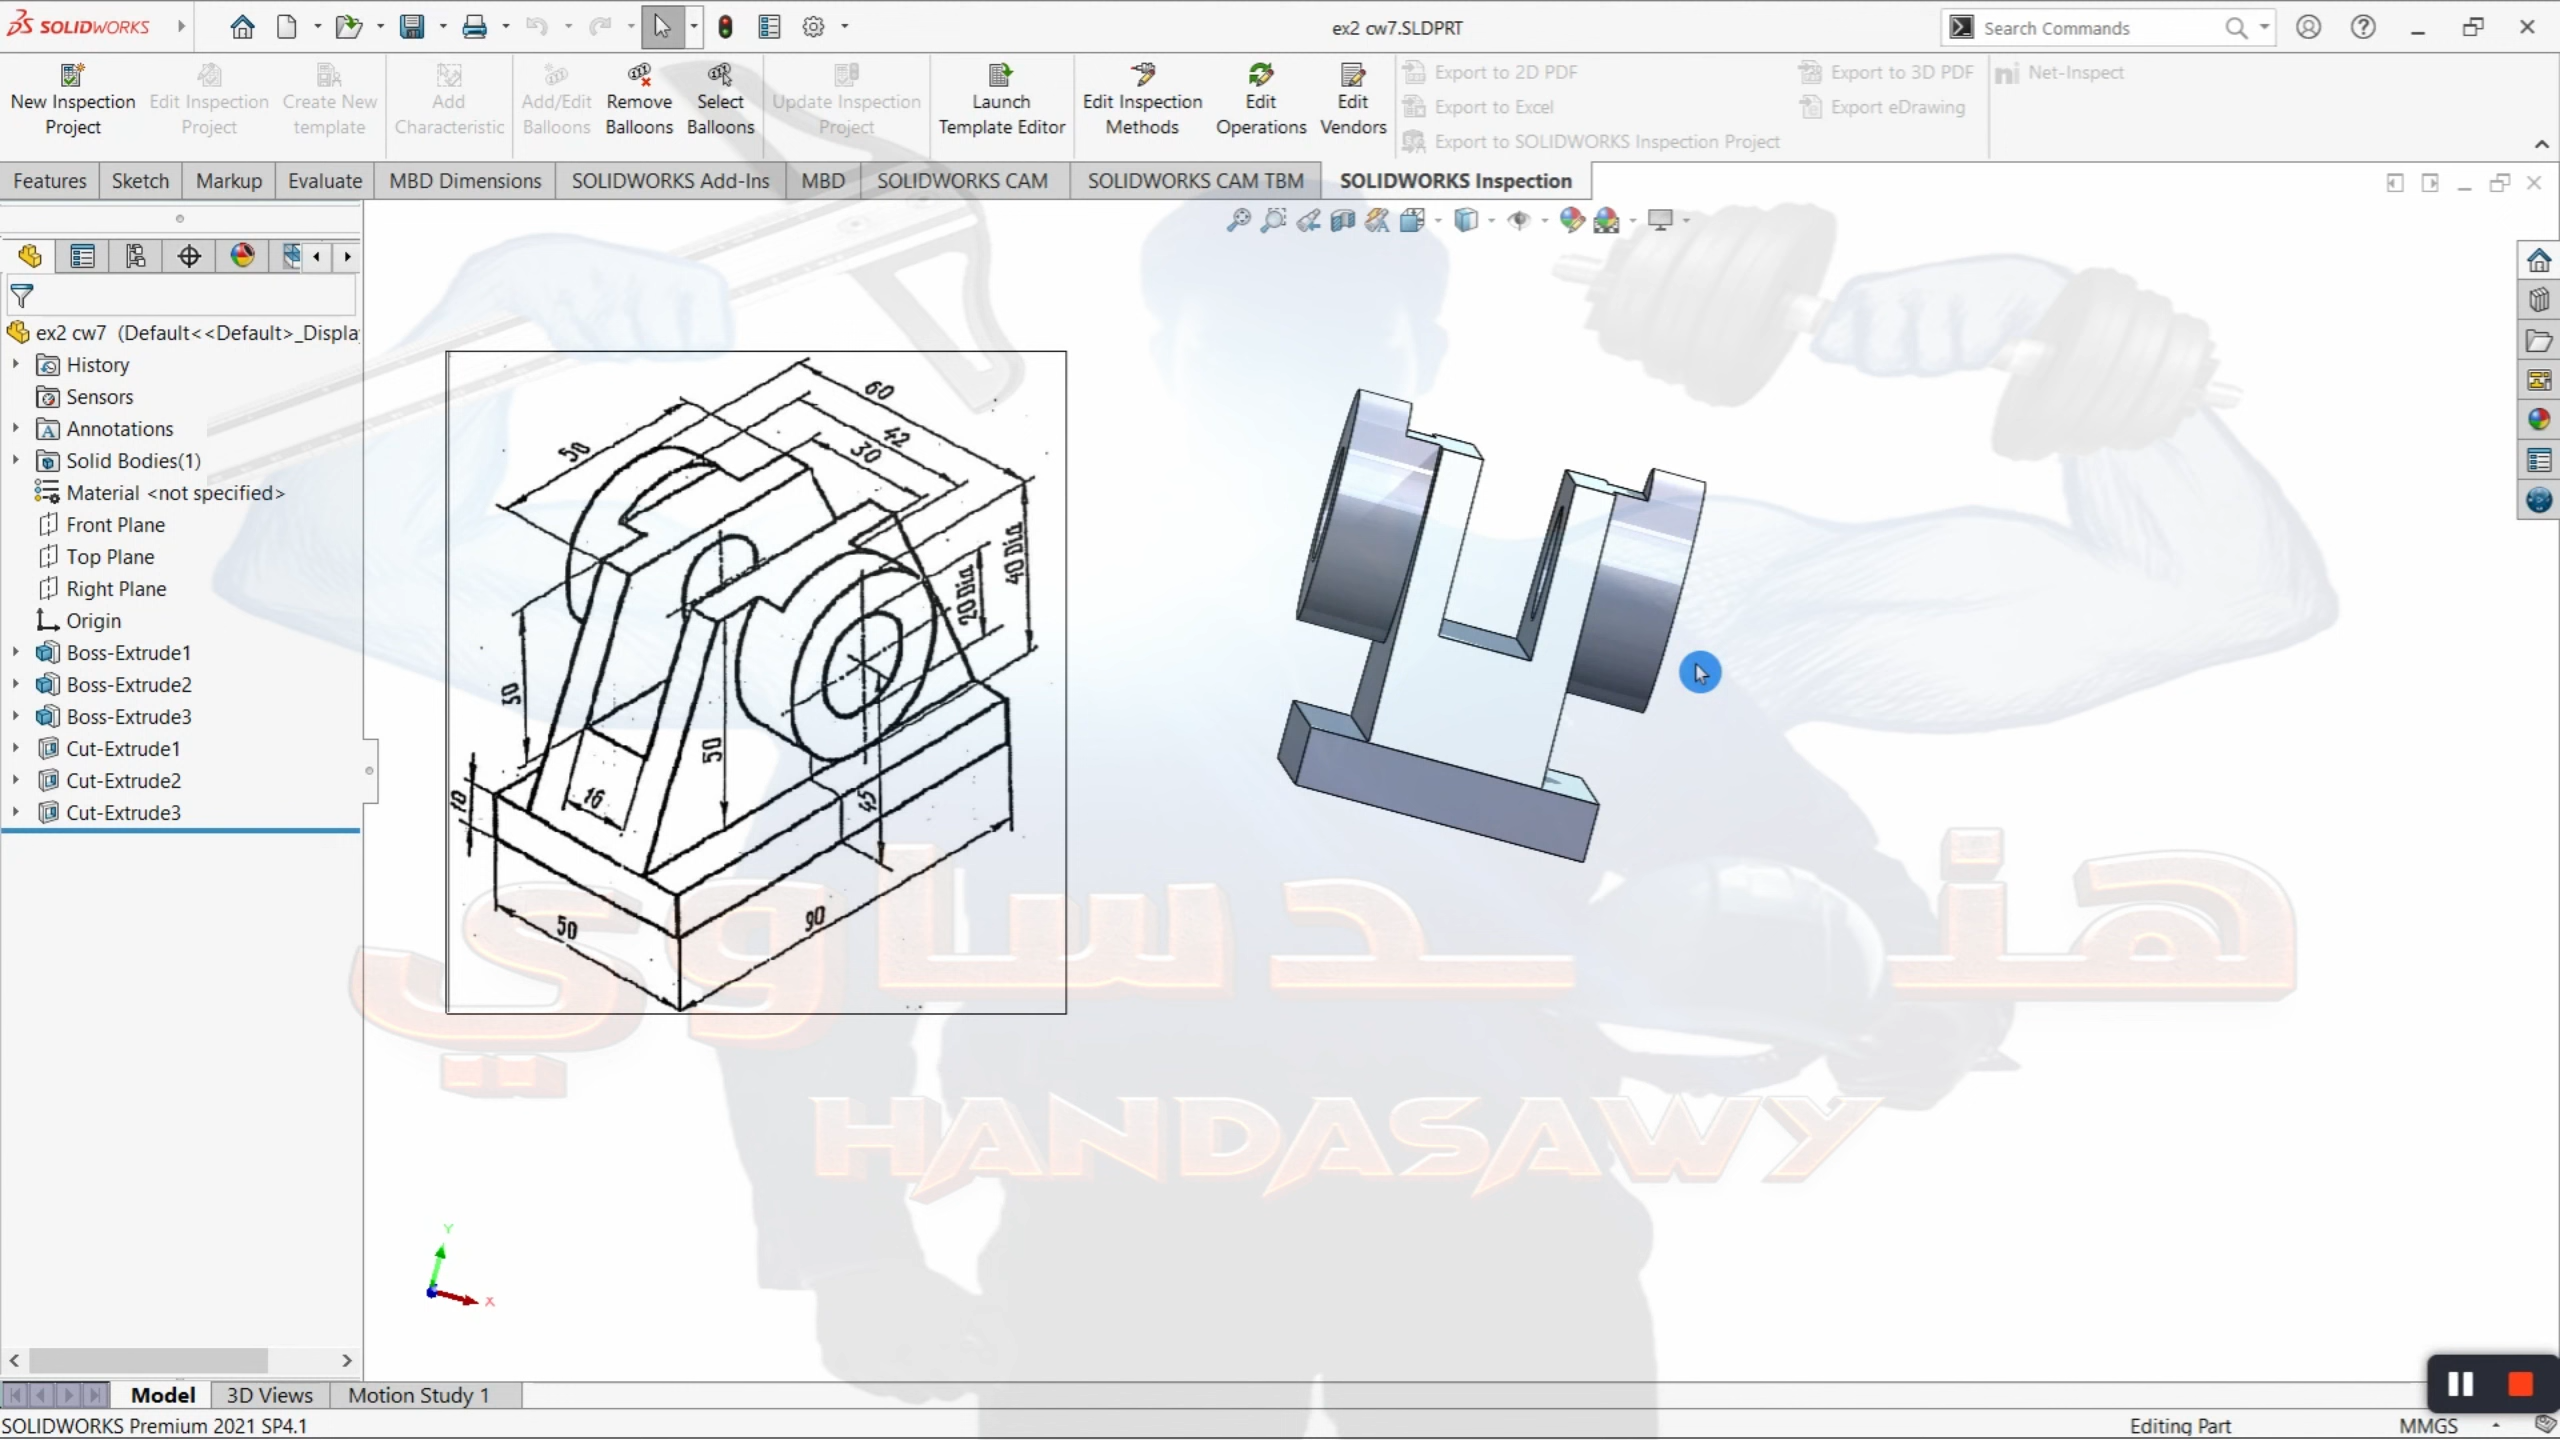 SOLIDWORKS
ex2 cw7.SLDPRT
Search Commands
New Inspection Project
Edit Inspection Project
Create New template
Add Characteristic
Add/Edit Balloons
Remove Balloons
Select Balloons
Update Inspection Project
Launch Template Editor
Edit Inspection Methods
Edit Operations
Edit Vendors
Export to 2D PDF
Export to Excel
Export to SOLIDWORKS Inspection Project
Export to 3D PDF
Export eDrawing
Net-Inspect
Features
Sketch
Markup
Evaluate
MBD Dimensions
SOLIDWORKS Add-Ins
MBD
SOLIDWORKS CAM
SOLIDWORKS CAM TBM
SOLIDWORKS Inspection
ex2 cw7 (Default<<Default>_Displa
History
Sensors
Annotations
Solid Bodies(1)
Material <not specified>
Front Plane
Top Plane
Right Plane
Origin
Boss-Extrude1
Boss-Extrude2
Boss-Extrude3
Cut-Extrude1
Cut-Extrude2
Cut-Extrude3
60
50
42
30
40 Dia
20 Dia
50
50
16
10
45
50
90
هندساوي
HANDASAWY
Y
X
Model
3D Views
Motion Study 1
SOLIDWORKS Premium 2021 SP4.1
Editing Part
MMGS